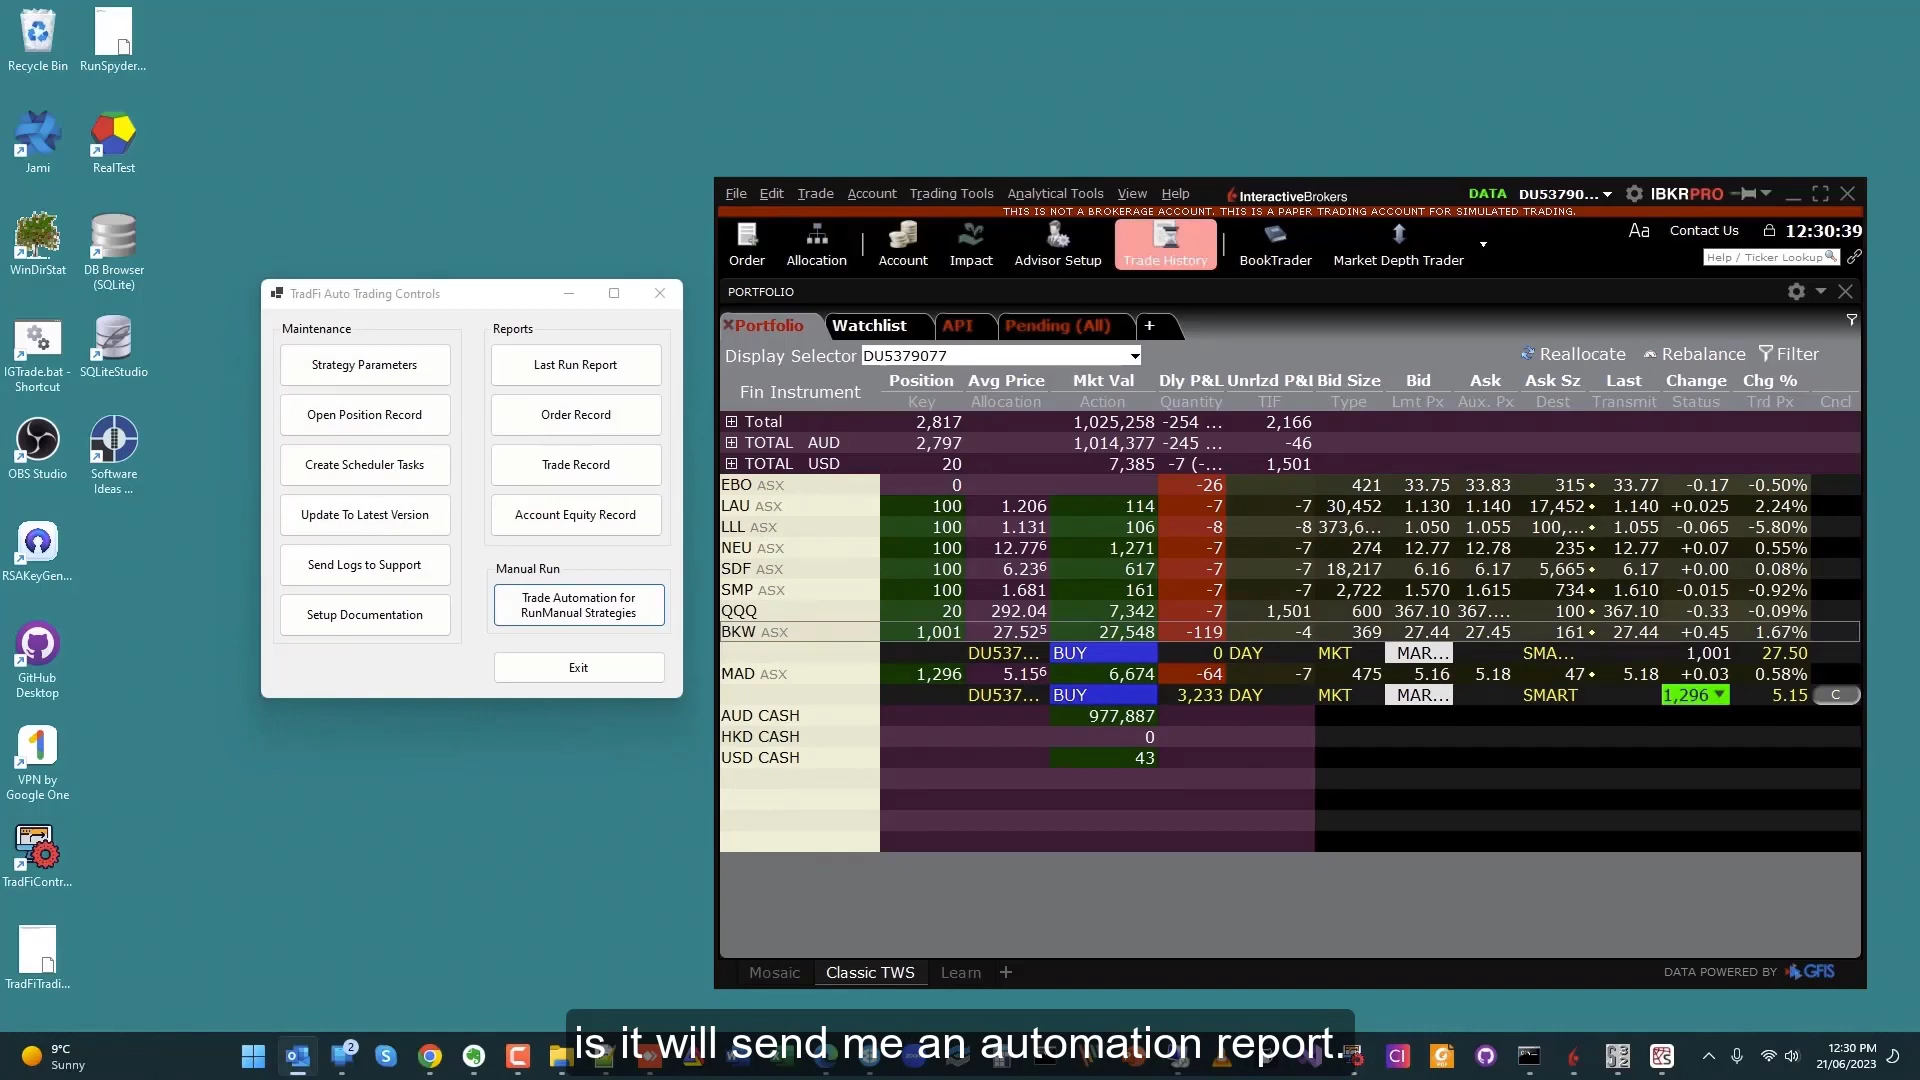 Recycle Bin
RunSpyder...
Jami
RealTest
WinDirStat
DB Browser
(SQLite)
IGTrade.bat -
Shortcut
SQLiteStudio
OBS Studio
Software
Ideas ...
RSAKeyGen...
GitHub
Desktop
VPN by
Google One
TradFiContr...
TradFiTradi...
TradFi Auto Trading Controls
Maintenance
Strategy Parameters
Open Position Record
Create Scheduler Tasks
Update To Latest Version
Send Logs to Support
Setup Documentation
Reports
Last Run Report
Order Record
Trade Record
Account Equity Record
Manual Run
Trade Automation for
RunManual Strategies
Exit
File Edit Trade Account Trading Tools Analytical Tools View Help InteractiveBrokers DATA DU53790... IBKRPRO
THIS IS NOT A BROKERAGE ACCOUNT. THIS IS A PAPER TRADING ACCOUNT FOR SIMULATED TRADING.
Order Allocation Account Impact Advisor Setup Trade History BookTrader Market Depth Trader
Aa Contact Us 12:30:39
Help / Ticker Lookup
PORTFOLIO
Portfolio Watchlist API Pending (All) +
Display Selector DU5379077 Reallocate Rebalance Filter
Fin Instrument Position Avg Price Mkt Val Dly P&L Unrlzd P&L Bid Size Bid Ask Ask Sz Last Change Chg %
Key Allocation Action Quantity TIF Type Lmt Px Aux. Px Dest Transmit Status Trd Px Cncl
Total 2,817 1,025,258 -254 ... 2,166
TOTAL AUD 2,797 1,014,377 -245 ... -46
TOTAL USD 20 7,385 -7 (-... 1,501
EBO ASX 0 -26 421 33.75 33.83 315 33.77 -0.17 -0.50%
LAU ASX 100 1.206 114 -7 -7 30,452 1.130 1.140 17,452 1.140 +0.025 2.24%
LLL ASX 100 1.131 106 -8 -8 373,6... 1.050 1.055 100,... 1.055 -0.065 -5.80%
NEU ASX 100 12.77⁶ 1,271 -7 -7 274 12.77 12.78 235 12.77 +0.07 0.55%
SDF ASX 100 6.23⁶ 617 -7 -7 18,217 6.16 6.17 5,665 6.17 +0.00 0.08%
SMP ASX 100 1.681 161 -7 -7 2,722 1.570 1.615 734 1.610 -0.015 -0.92%
QQQ 20 292.04 7,342 -7 1,501 600 367.10 367.... 100 367.10 -0.33 -0.09%
BKW ASX 1,001 27.52⁵ 27,548 -119 -4 369 27.44 27.45 161 27.44 +0.45 1.67%
DU537... BUY 0 DAY MKT MAR... SMA... 1,001 27.50
MAD ASX 1,296 5.15⁶ 6,674 -64 -7 475 5.16 5.18 47 5.18 +0.03 0.58%
DU537... BUY 3,233 DAY MKT MAR... SMART 1,296 5.15 C
AUD CASH 977,887
HKD CASH 0
USD CASH 43
Mosaic Classic TWS Learn +
DATA POWERED BY GFIS
is it will send me an automation report.
9°C
Sunny
2
CI
12:30 PM
21/06/2023